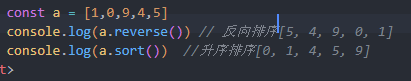 const a = [1,0,9,4,5]
console.log(a.reverse()) // 反向排序[5, 4, 9, 0, 1]
console.log(a.sort())  //升序排序[0, 1, 4, 5, 9]
t>